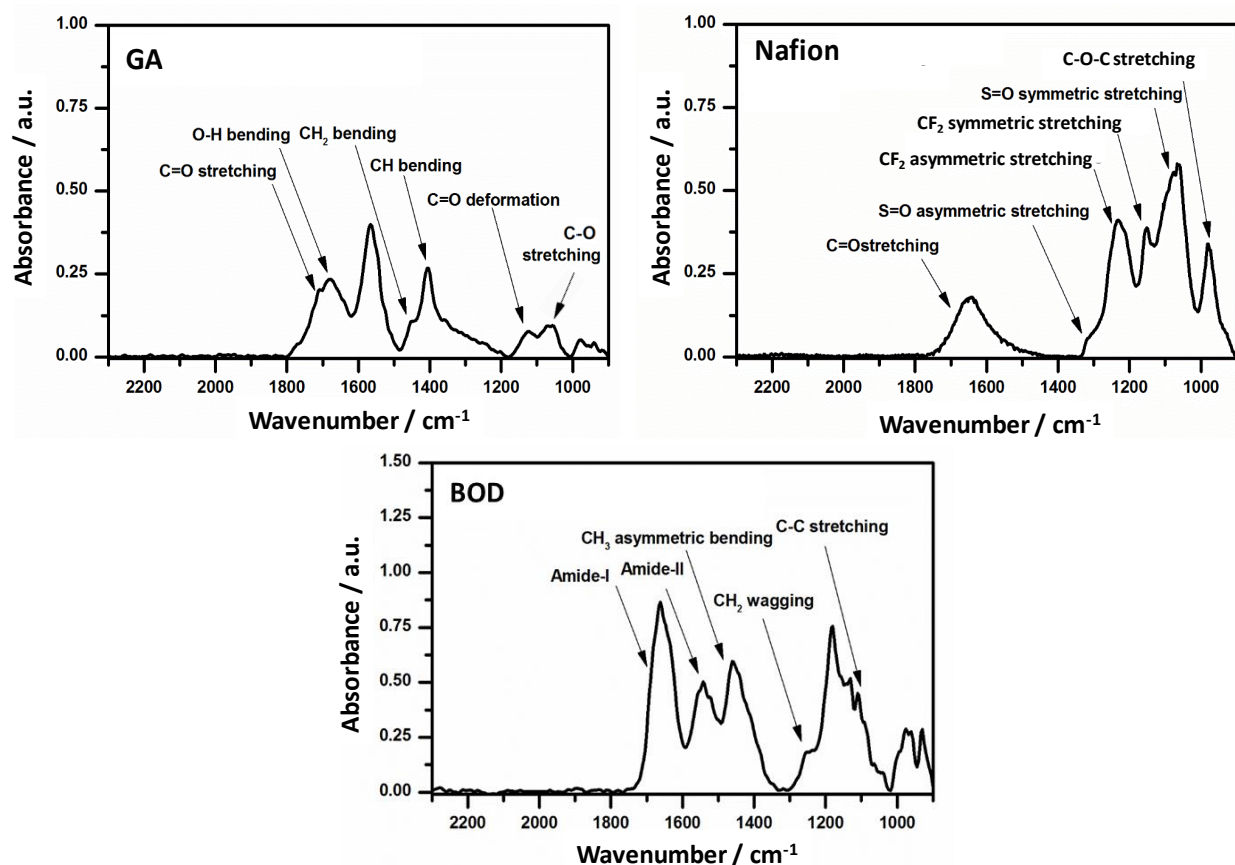 GA
Absorbance / a.u.
1.00
0.75
0.50
0.25
0.00
O-H bending
CH₂ bending
C=O stretching
CH bending
C=O deformation
C-O
stretching
2200 2000 1800 1600 1400 1200 1000
Wavenumber / cm⁻¹
Nafion
Absorbance / a.u.
1.00
0.75
0.50
0.25
0.00
C-O-C stretching
S=O symmetric stretching
CF₂ symmetric stretching
CF₂ asymmetric stretching
S=O asymmetric stretching
C=Ostretching
2200 2000 1800 1600 1400 1200 1000
Wavenumber / cm⁻¹
BOD
Absorbance / a.u.
1.50
1.25
1.00
0.75
0.50
0.25
0.00
C-C stretching
CH₃ asymmetric bending
Amide-II
Amide-I
CH₂ wagging
2200 2000 1800 1600 1400 1200 1000
Wavenumber / cm⁻¹